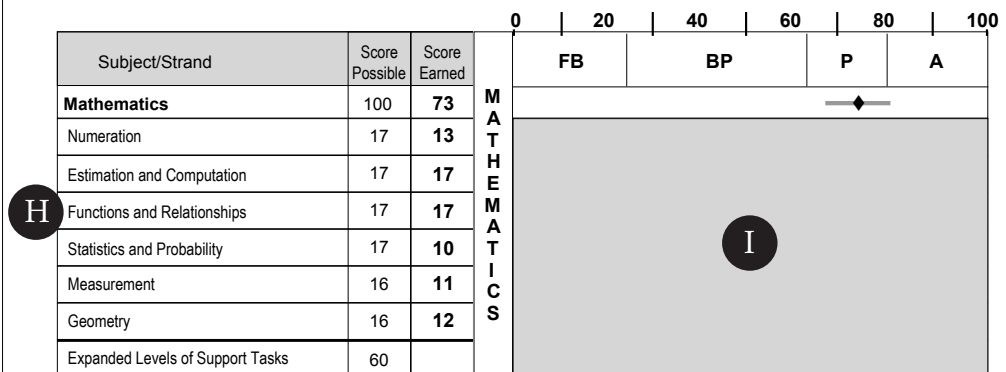 0 | 20 | 40 | 60 | 80 | 100
Subject/Strand Score Possible Score Earned FB BP P A
Mathematics 100 73
Numeration 17 13
Estimation and Computation 17 17
H Functions and Relationships 17 17
Statistics and Probability 17 10
Measurement 16 11
Geometry 16 12
Expanded Levels of Support Tasks 60
MATHEMATICS
I